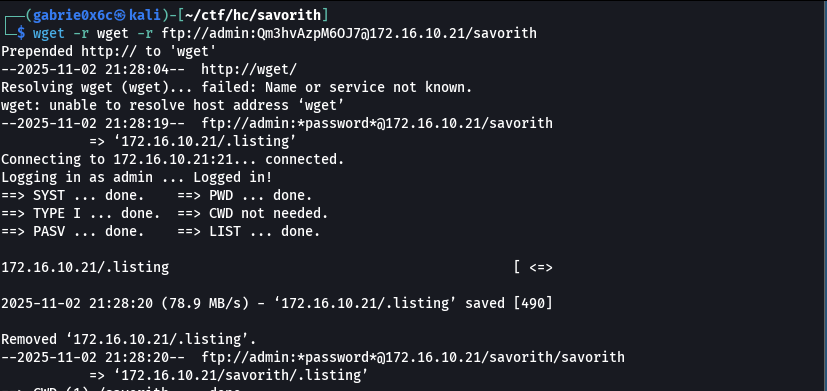 ┌──(gabrie0x6c㉿kali)-[~/ctf/hc/savorith]
└─$ wget -r wget -r ftp://admin:Qm3hvAzpM6OJ7@172.16.10.21/savorith
Prepended http:// to 'wget'
--2025-11-02 21:28:04--  http://wget/
Resolving wget (wget)... failed: Name or service not known.
wget: unable to resolve host address ‘wget’
--2025-11-02 21:28:19--  ftp://admin:*password*@172.16.10.21/savorith
           => ‘172.16.10.21/.listing’
Connecting to 172.16.10.21:21... connected.
Logging in as admin ... Logged in!
==> SYST ... done.    ==> PWD ... done.
==> TYPE I ... done.  ==> CWD not needed.
==> PASV ... done.    ==> LIST ... done.
172.16.10.21/.listing                                          [ <=>
2025-11-02 21:28:20 (78.9 MB/s) - ‘172.16.10.21/.listing’ saved [490]
Removed ‘172.16.10.21/.listing’.
--2025-11-02 21:28:20--  ftp://admin:*password*@172.16.10.21/savorith/savorith
           => ‘172.16.10.21/savorith/.listing’
==> CWD (1) /savorith ... done.